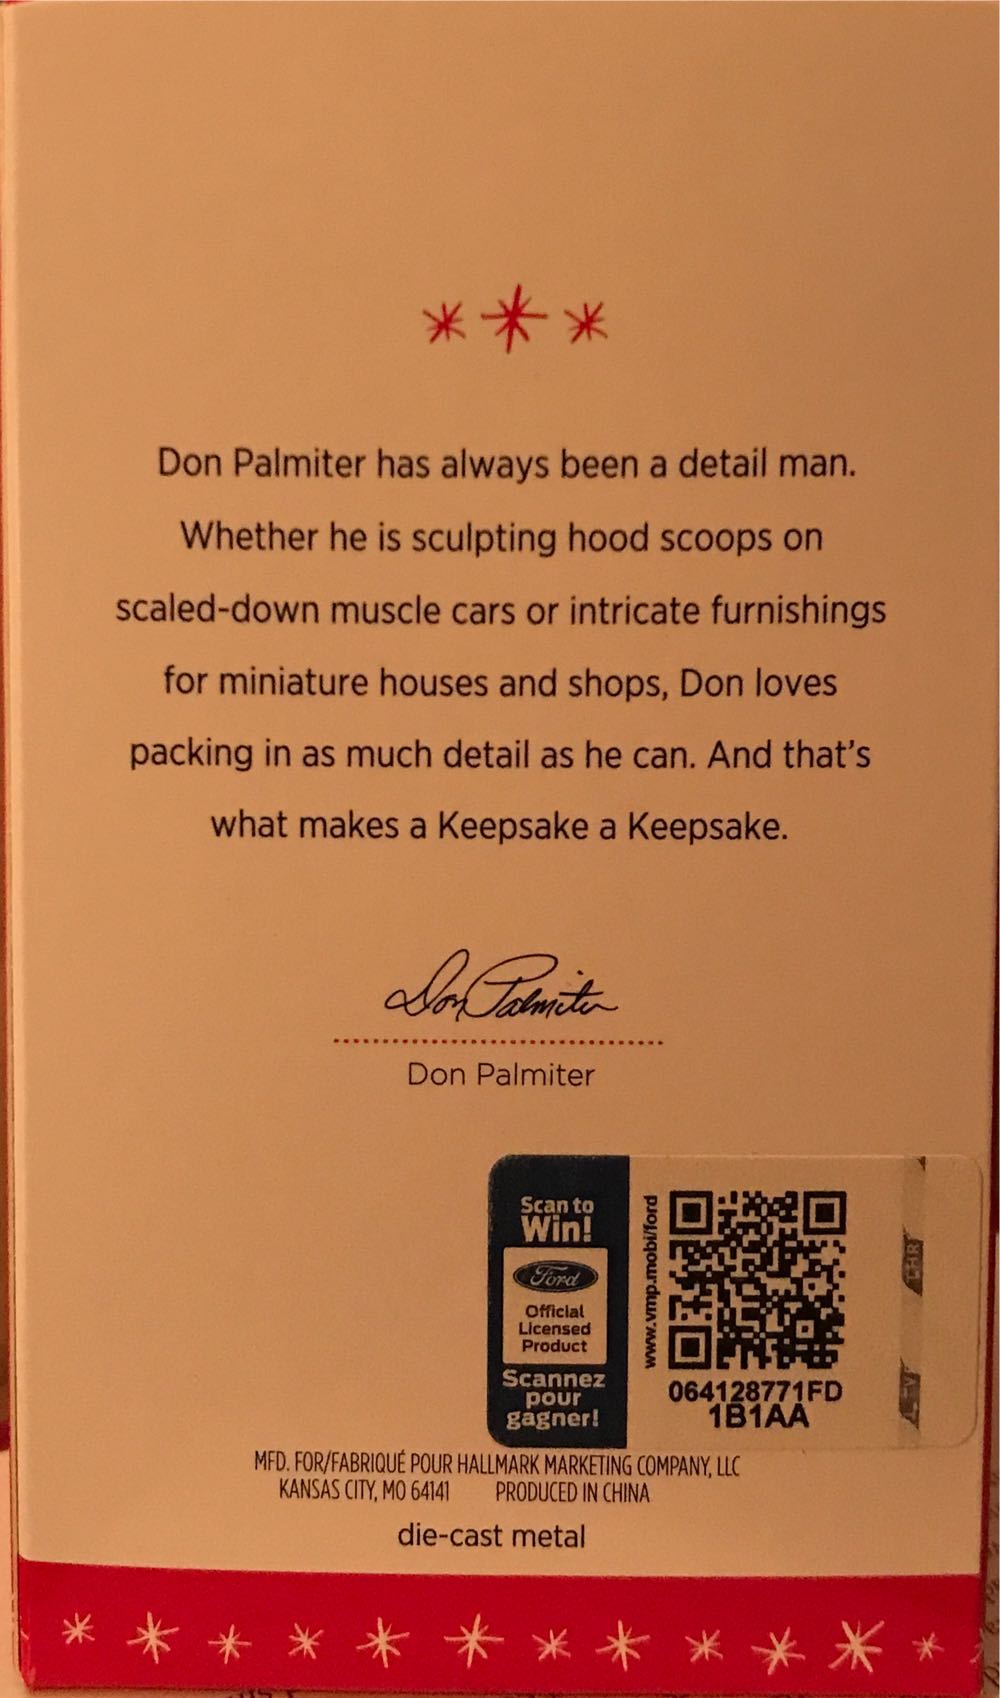 Don Palmiter has always been a detail man.
Whether he is sculpting hood scoops on
scaled-down muscle cars or intricate furnishings
for miniature houses and shops, Don loves
packing in as much detail as he can. And that's
what makes a Keepsake a Keepsake.
Don Palmiter
Don Palmiter
Scan to
Win!
Ford
Official
Licensed
Product
Scannez
pour
gagner!
www.vmp.mobi/ford
064128771FD
1B1AA
MFD. FOR/FABRIQUÉ POUR HALLMARK MARKETING COMPANY, LLC
KANSAS CITY, MO 64141 PRODUCED IN CHINA
die-cast metal